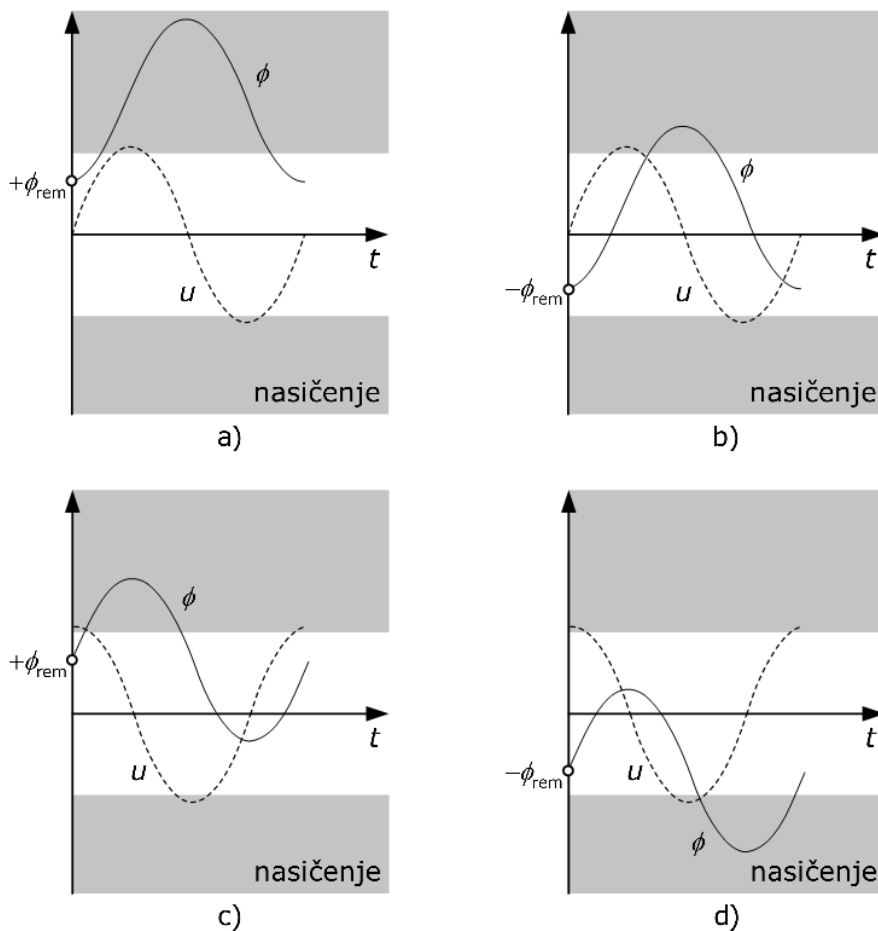 ϕ
+ϕrem
t
u
nasičenje
a)
ϕ
−ϕrem
t
u
nasičenje
b)
ϕ
+ϕrem
t
u
nasičenje
c)
−ϕrem
t
u
ϕ
nasičenje
d)